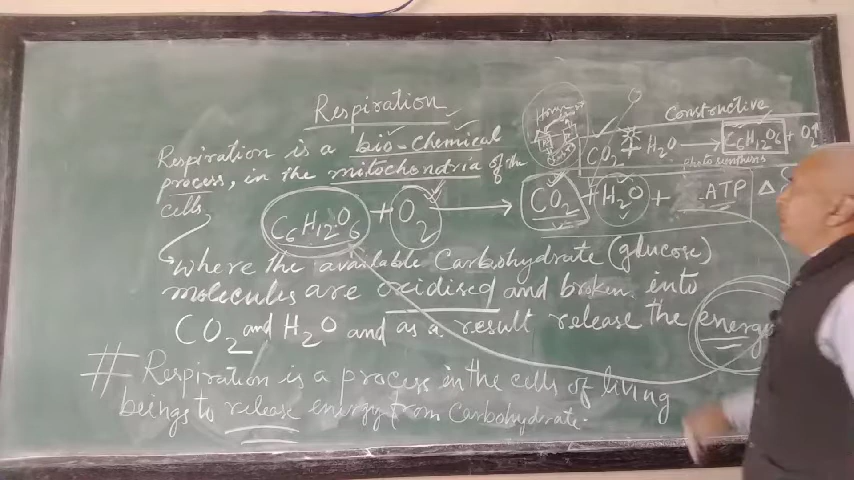 Respiration
Constructive
CO2 + H2O → C6H12O6 + O2↑
Respiration is a bio-chemical
process, in the mitochondria of the
cells,
C6H12O6 + O2 → CO2 + H2O + ATP Δ
where the available Carbohydrate (glucose)
molecules are oxidised and broken into
CO2 and H2O and as a result release the energy
# Respiration is a process in the cells of living
beings to release energy from Carbohydrate.